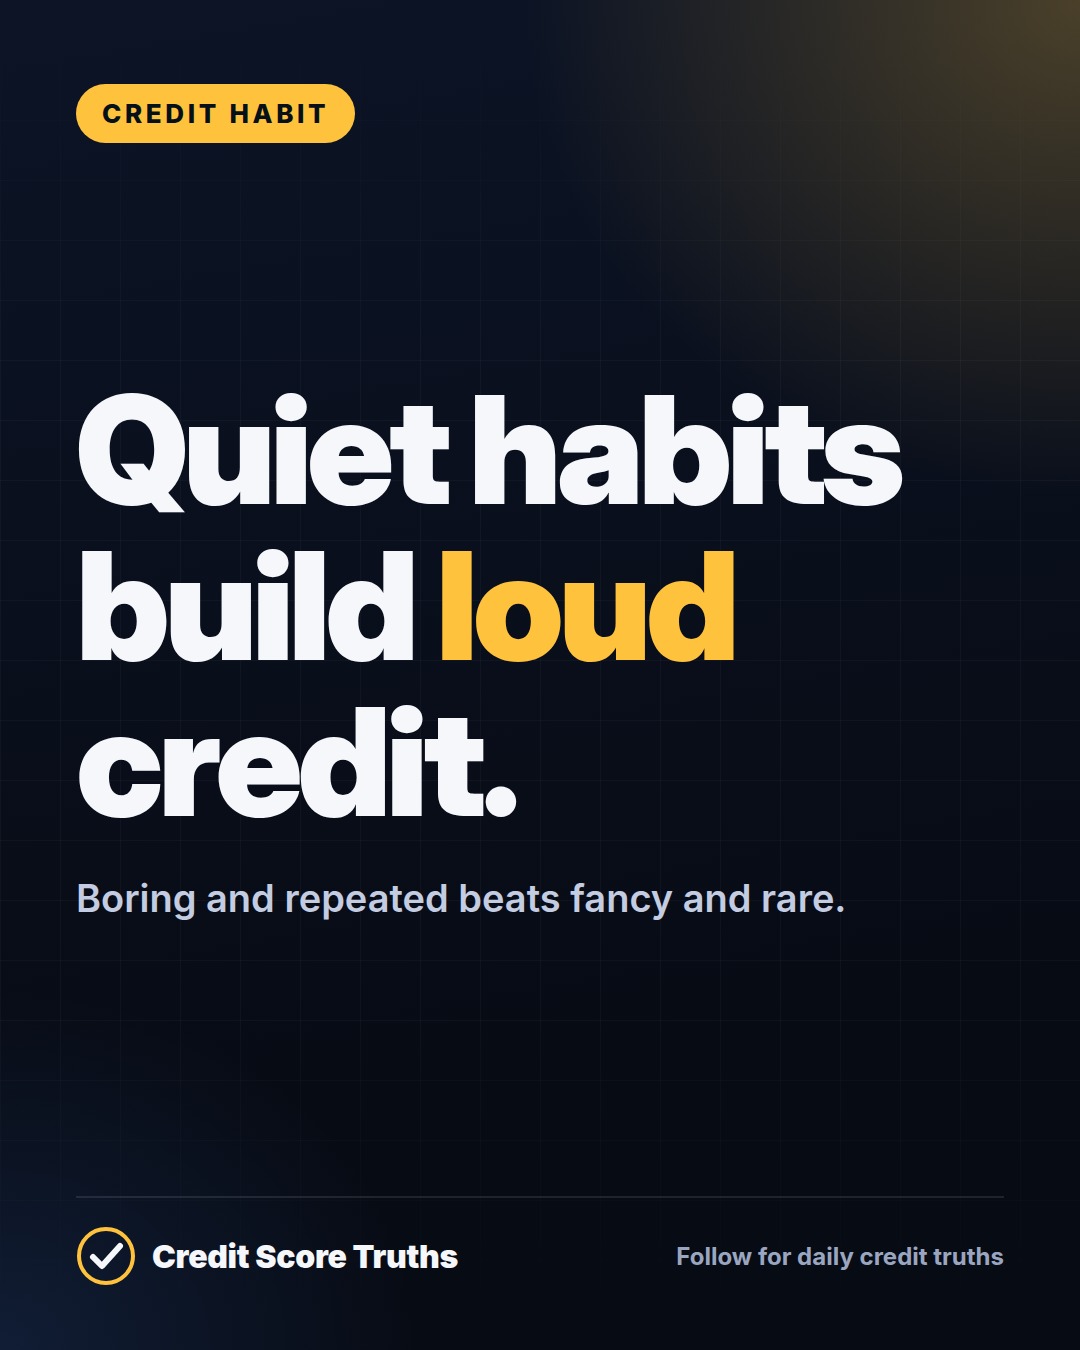 CREDIT HABIT
Quiet habits
build loud
credit.
Boring and repeated beats fancy and rare.
Credit Score Truths
Follow for daily credit truths